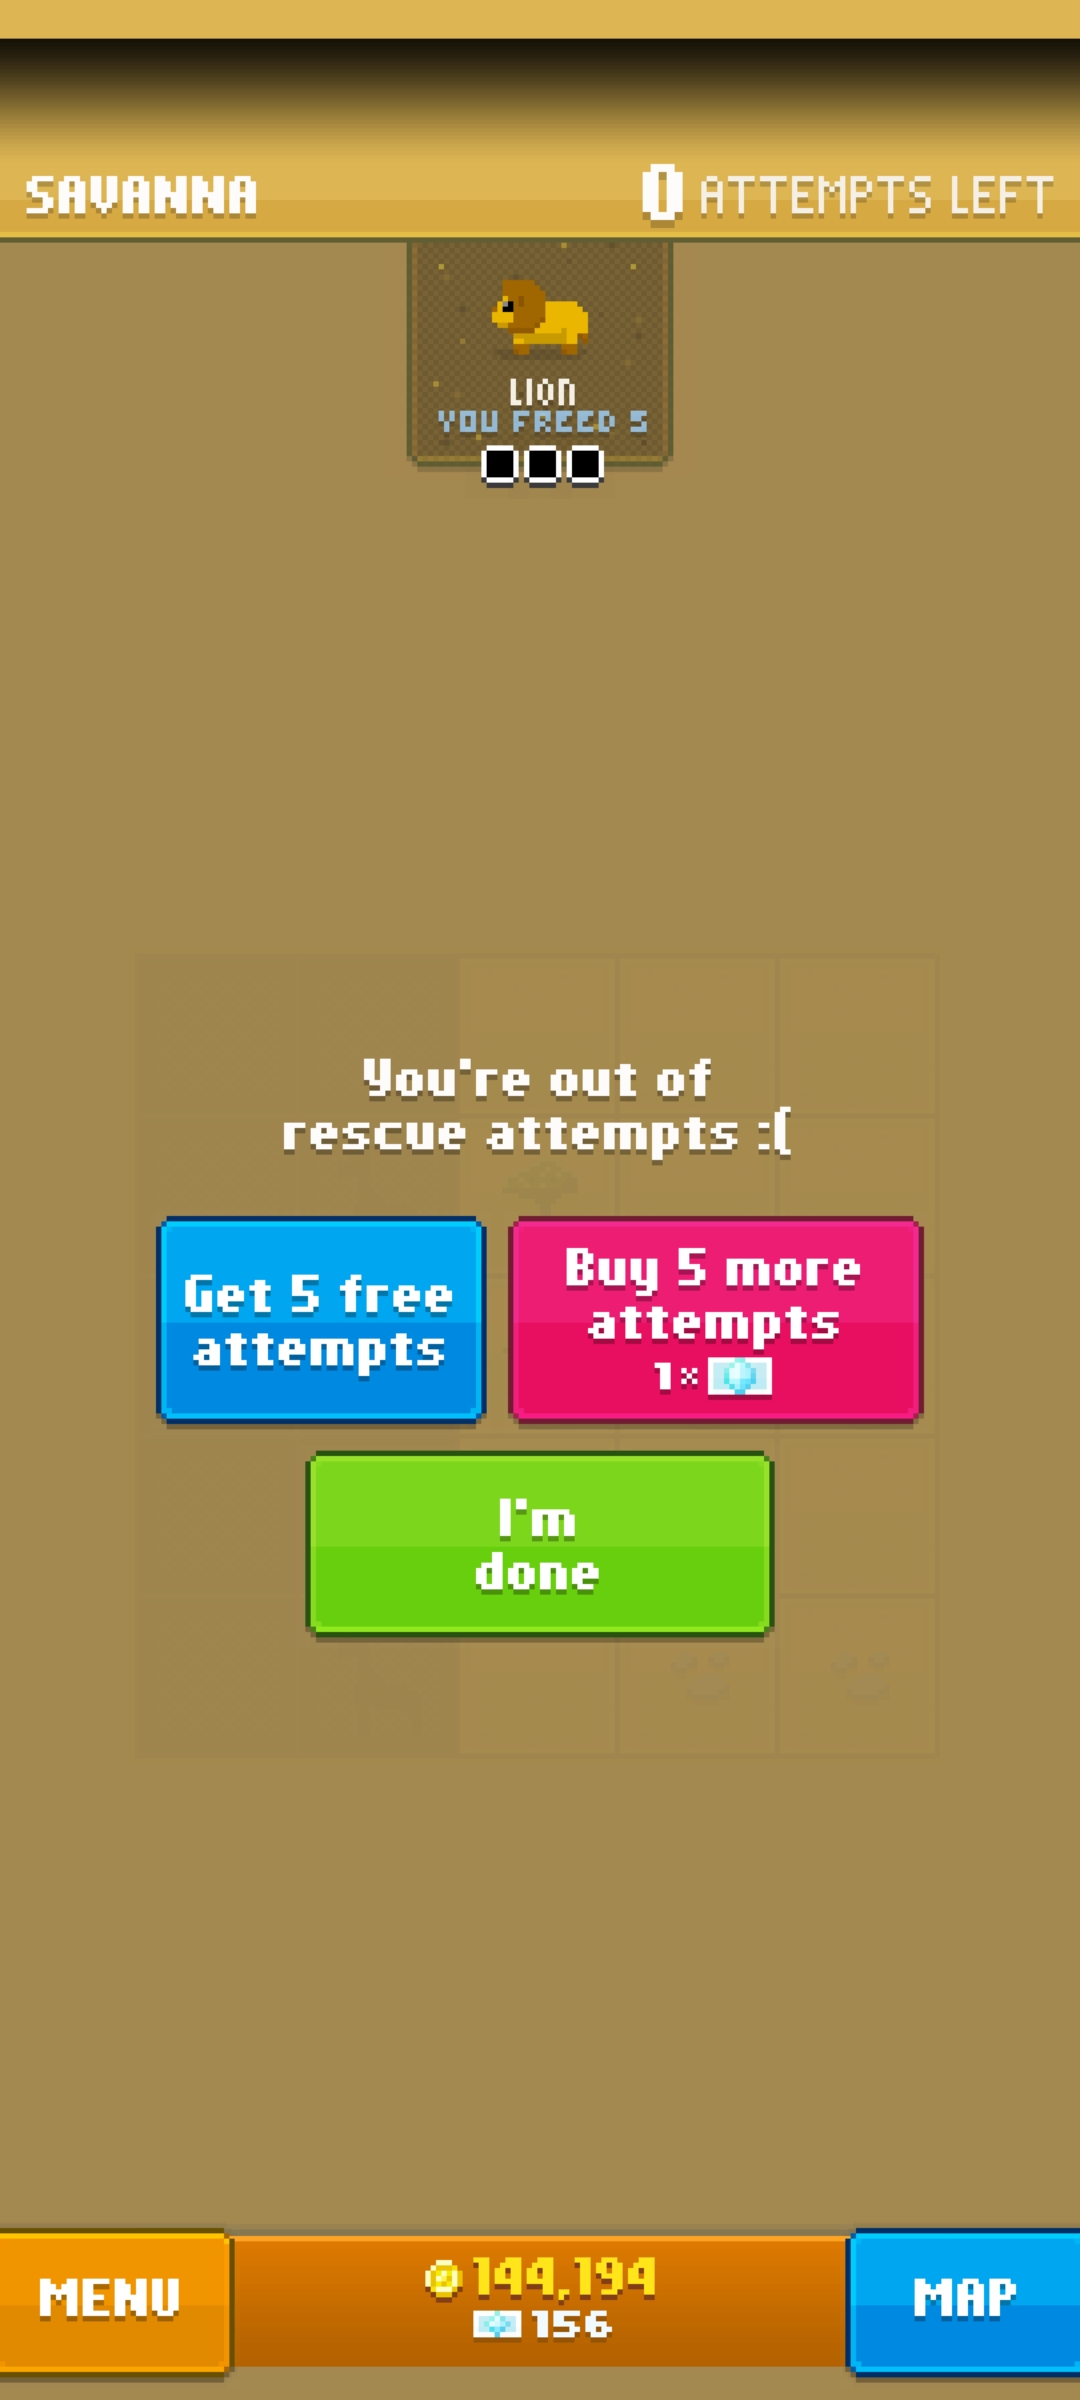 SAVANNA
0 ATTEMPTS LEFT
LION
YOU FREED 5
You're out of
rescue attempts :(
Get 5 free
attempts
Buy 5 more
attempts
1×
I'm
done
MENU
144,194
156
MAP